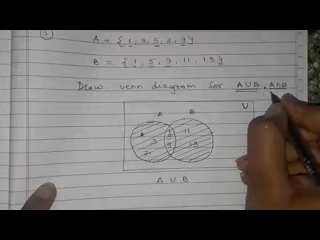 A = { 1, 3, 5, 7, 9 }
B = { 1, 5, 9, 11, 13 }
Draw venn diagram for A∪B, A∩B
A B U
1
3 5 11
7 9 13
A ∪ B